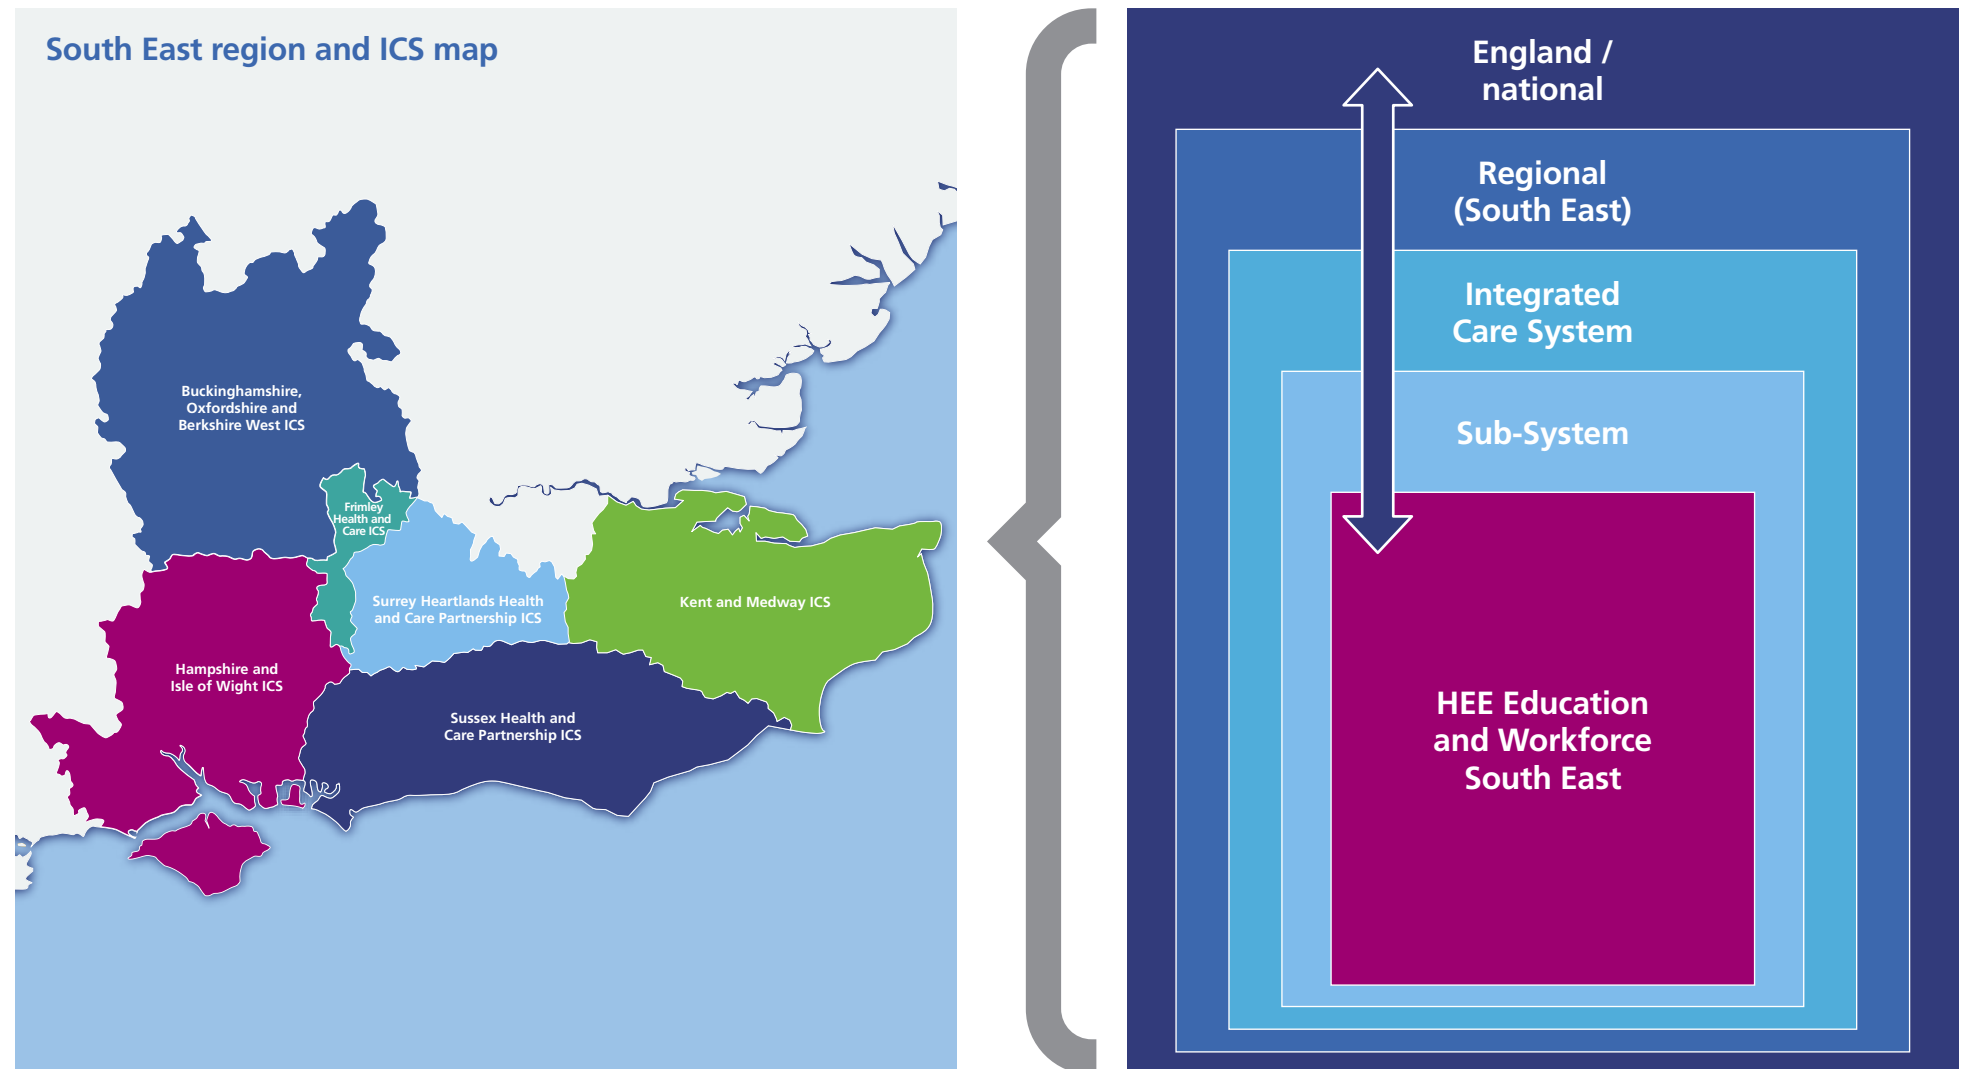 South East region and ICS map
Buckinghamshire,
Oxfordshire and
Berkshire West ICS
Frimley
Health and
Care ICS
Surrey Heartlands Health
and Care Partnership ICS
Kent and Medway ICS
Hampshire and
Isle of Wight ICS
Sussex Health and
Care Partnership ICS
England /
national
Regional
(South East)
Integrated
Care System
Sub-System
HEE Education
and Workforce
South East